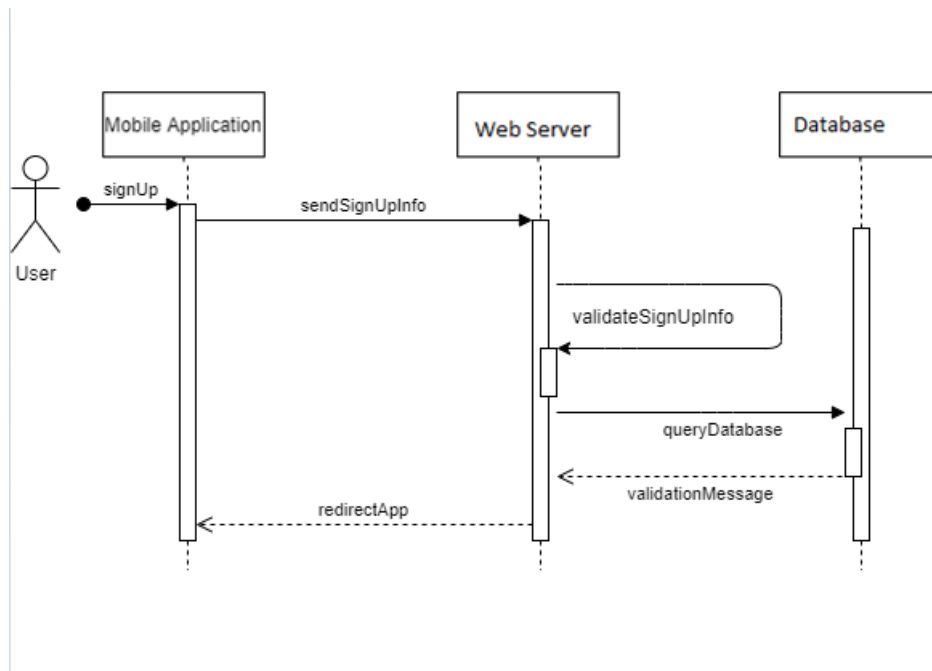 Mobile Application
Web Server
Database
signUp
sendSignUpInfo
User
validateSignUpInfo
queryDatabase
validationMessage
redirectApp